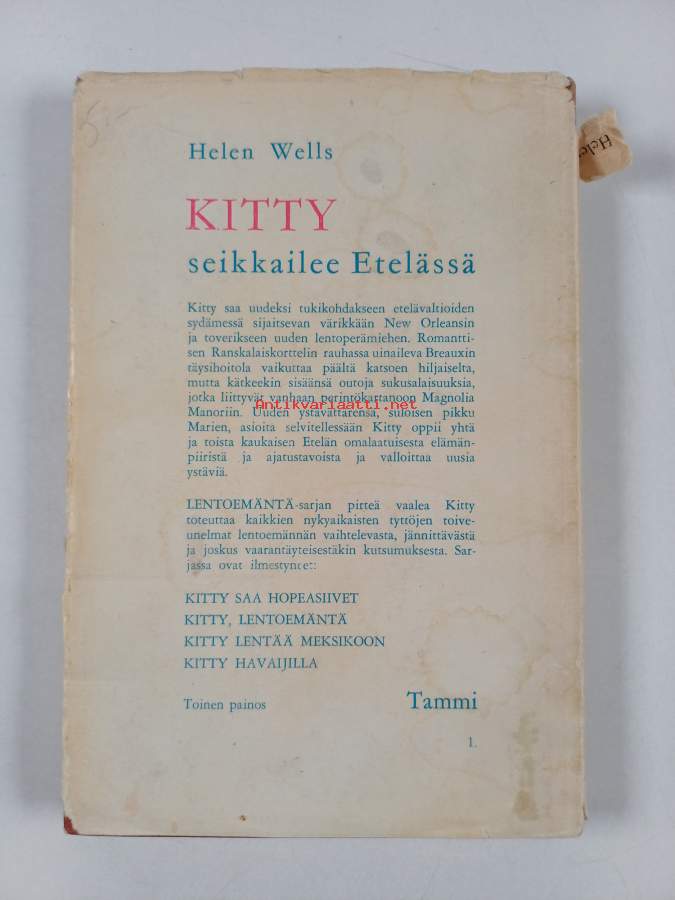 5:-
Helen Wells
KITTY
seikkailee Etelässä
Kitty saa uudeksi tukikohdakseen etelävaltioiden
sydämessä sijaitsevan värikkään New Orleansin
ja toverikseen uuden lentoperämiehen. Romantti-
sen Ranskalaiskorttelin rauhassa uinaileva Breauxin
täysihoitola vaikuttaa päältä katsoen hiljaiselta,
mutta kätkeekin sisäänsä outoja sukusalaisuuksia,
jotka liittyvät vanhaan perintökartanoon Magnolia
Antikvariaatti.net
Manoriin. Uuden ystävättärensä, suloisen pikku
Marien, asioita selvitellessään Kitty oppii yhtä
ja toista kaukaisen Etelän omalaatuisesta elämän-
piiristä ja ajatustavoista ja valloittaa uusia
ystäviä.
LENTOEMÄNTÄ-sarjan pirteä vaalea Kitty
toteuttaa kaikkien nykyaikaisten tyttöjen toive-
unelmat lentoemännän vaihtelevasta, jännittävästä
ja joskus vaarantäyteisestäkin kutsumuksesta. Sar-
jassa ovat ilmestyneet:
KITTY SAA HOPEASIIVET
KITTY, LENTOEMÄNTÄ
KITTY LENTÄÄ MEKSIKOON
KITTY HAVAIJILLA
Toinen painos
Tammi
1.
Helen